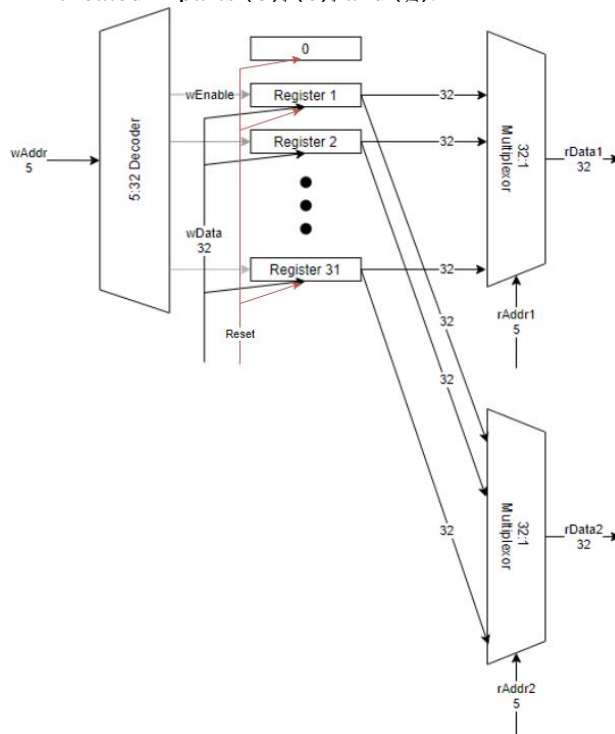 0
wEnable
Register 1
32
32:1
Multiplexor
rData1
32
wAddr
5
5:32 Decoder
Register 2
32
wData
32
Register 31
32
Reset
rAddr1
5
32
32
32
32:1
Multiplexor
rData2
32
rAddr2
5